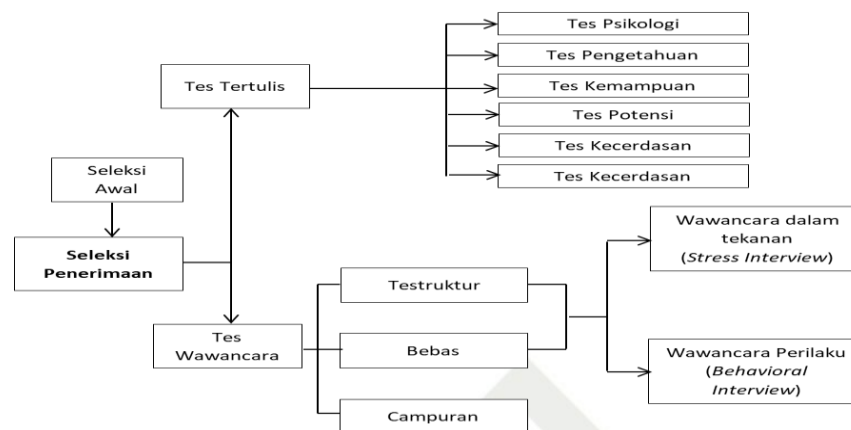 Tes Psikologi
Tes Pengetahuan
Tes Tertulis
Tes Kemampuan
Tes Potensi
Tes Kecerdasan
Tes Kecerdasan
Seleksi
Awal
Seleksi
Penerimaan
Tes
Wawancara
Testruktur
Bebas
Campuran
Wawancara dalam
tekanan
(Stress Interview)
Wawancara Perilaku
(Behavioral
Interview)